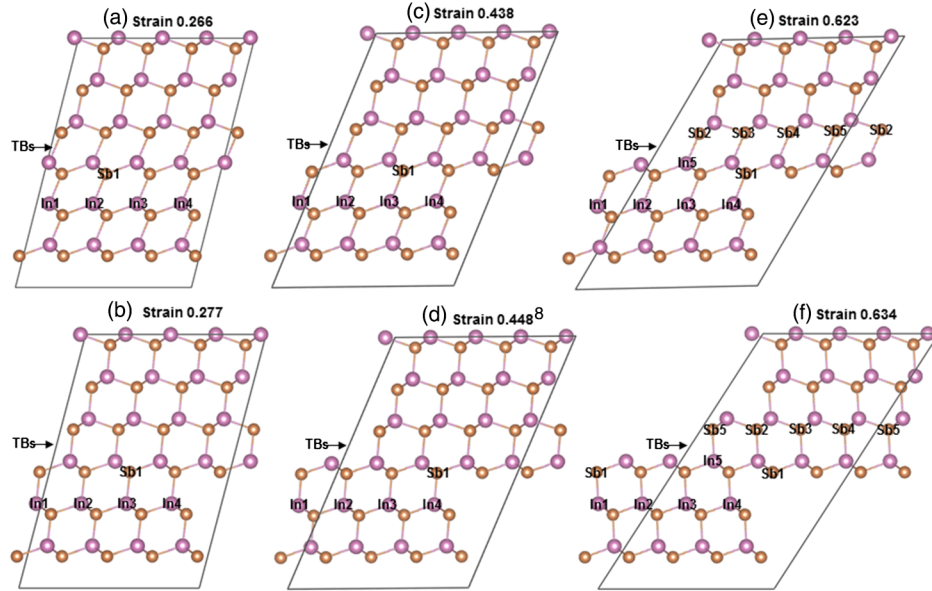 (a) Strain 0.266
TBs
Sb1
In1 In2 In3 In4
(c) Strain 0.438
TBs
Sb1
In1 In2 In3 In4
(e) Strain 0.623
Sb2 Sb3 Sb4 Sb5 Sb2
TBs
In5
Sb1
In1 In2 In3 In4
(b) Strain 0.277
TBs
Sb1
In1 In2 In3 In4
(d) Strain 0.4488
TBs
Sb1
In1 In2 In3 In4
(f) Strain 0.634
Sb5 Sb2 Sb3 Sb4 Sb5
TBs
In5
Sb1 Sb1
In1 In2 In3 In4